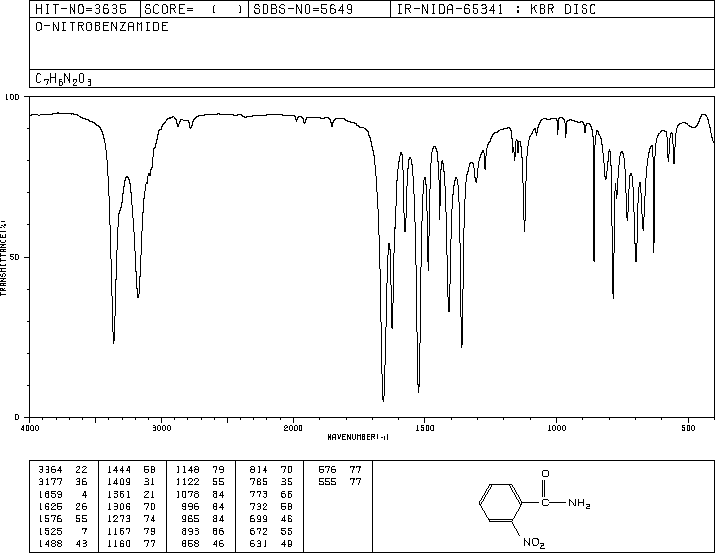 HIT-NO=3635 SCORE= ( ) SDBS-NO=5649 IR-NIDA-65341 : KBR DISC
O-NITROBENZAMIDE
C7H6N2O3
100
50
0
TRANSMITTANCE(%)
4000 3000 2000 1500 1000 500
WAVENUMBER(-1)
3364 22 1444 68 1148 79 814 70 576 77
3177 36 1409 31 1122 55 785 35 555 77
1659 4 1361 21 1078 84 773 66
1625 26 1306 70 996 84 732 58
1576 55 1273 74 965 84 699 46
1525 7 1167 79 893 86 672 55
1488 43 1160 77 858 46 631 49
O
C NH2
NO2